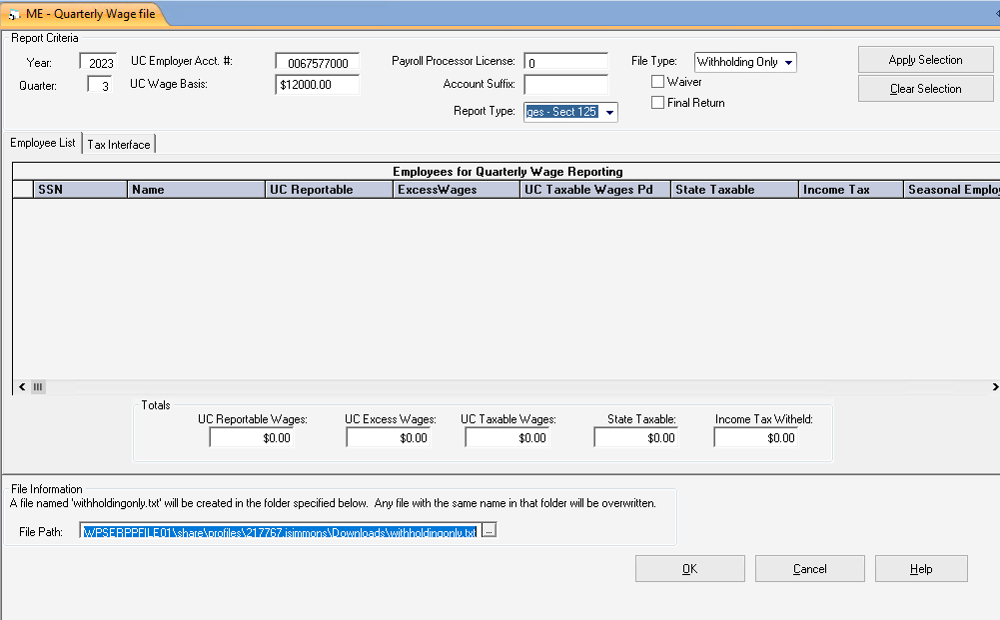 ME - Quarterly Wage file
Report Criteria
Year: 2023 UC Employer Acct. #: 0067577000 Payroll Processor License: 0 File Type: Withholding Only Apply Selection
Quarter: 3 UC Wage Basis: $12000.00 Account Suffix: Waiver Clear Selection
Report Type: ges - Sect 125 Final Return
Employee List Tax Interface
Employees for Quarterly Wage Reporting
SSN Name UC Reportable ExcessWages UC Taxable Wages Pd State Taxable Income Tax Seasonal Emplo
Totals
UC Reportable Wages: UC Excess Wages: UC Taxable Wages: State Taxable: Income Tax Witheld:
$0.00 $0.00 $0.00 $0.00 $0.00
File Information
A file named 'withholdingonly.txt' will be created in the folder specified below. Any file with the same name in that folder will be overwritten.
File Path: WPSERPPFILE01\share\profiles\217767.jsimmons\Downloads\withholdingonly.txt ...
OK Cancel Help